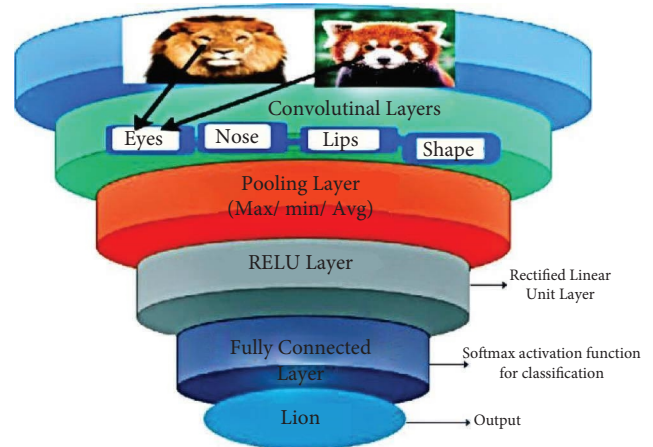 Convolutinal Layers
Eyes
Nose
Lips
Shape
Pooling Layer
(Max/ min/ Avg)
RELU Layer
Rectified Linear
Unit Layer
Fully Connected
Layer
Softmax activation function
for classification
Lion
Output